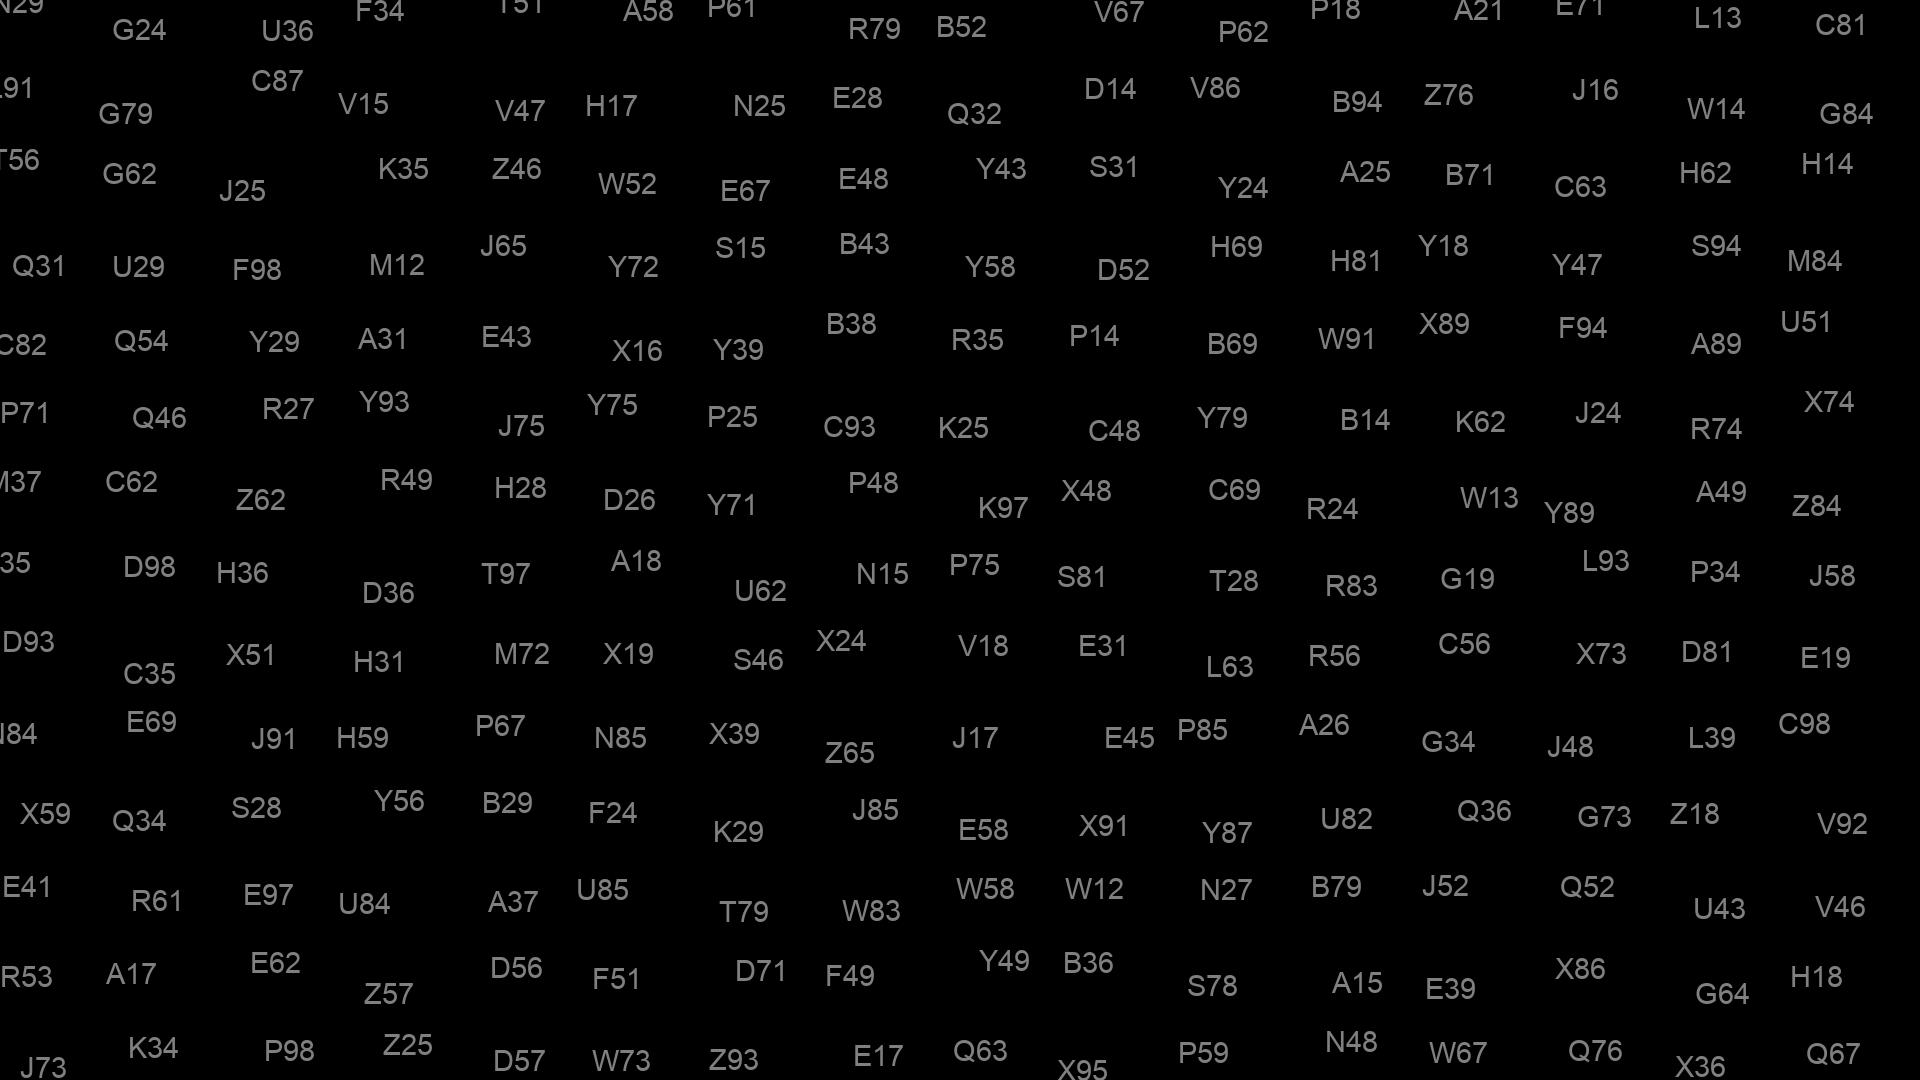 N29 G24 U36 F34 T51 A58 P61 R79 B52 V67 P62 P18 A21 E71 L13 C81
91 G79 C87 V15 V47 H17 N25 E28 Q32 D14 V86 B94 Z76 J16 W14 G84
T56 G62 J25 K35 Z46 W52 E67 E48 Y43 S31 Y24 A25 B71 C63 H62 H14
Q31 U29 F98 M12 J65 Y72 S15 B43 Y58 D52 H69 H81 Y18 Y47 S94 M84
C82 Q54 Y29 A31 E43 X16 Y39 B38 R35 P14 B69 W91 X89 F94 A89 U51
P71 Q46 R27 Y93 J75 Y75 P25 C93 K25 C48 Y79 B14 K62 J24 R74 X74
M37 C62 Z62 R49 H28 D26 Y71 P48 K97 X48 C69 R24 W13 Y89 A49 Z84
35 D98 H36 D36 T97 A18 U62 N15 P75 S81 T28 R83 G19 L93 P34 J58
D93 C35 X51 H31 M72 X19 S46 X24 V18 E31 L63 R56 C56 X73 D81 E19
84 E69 J91 H59 P67 N85 X39 Z65 J17 E45 P85 A26 G34 J48 L39 C98
X59 Q34 S28 Y56 B29 F24 K29 J85 E58 X91 Y87 U82 Q36 G73 Z18 V92
E41 R61 E97 U84 A37 U85 T79 W83 W58 W12 N27 B79 J52 Q52 U43 V46
R53 A17 E62 Z57 D56 F51 D71 F49 Y49 B36 S78 A15 E39 X86 G64 H18
J73 K34 P98 Z25 D57 W73 Z93 E17 Q63 X95 P59 N48 W67 Q76 X36 Q67